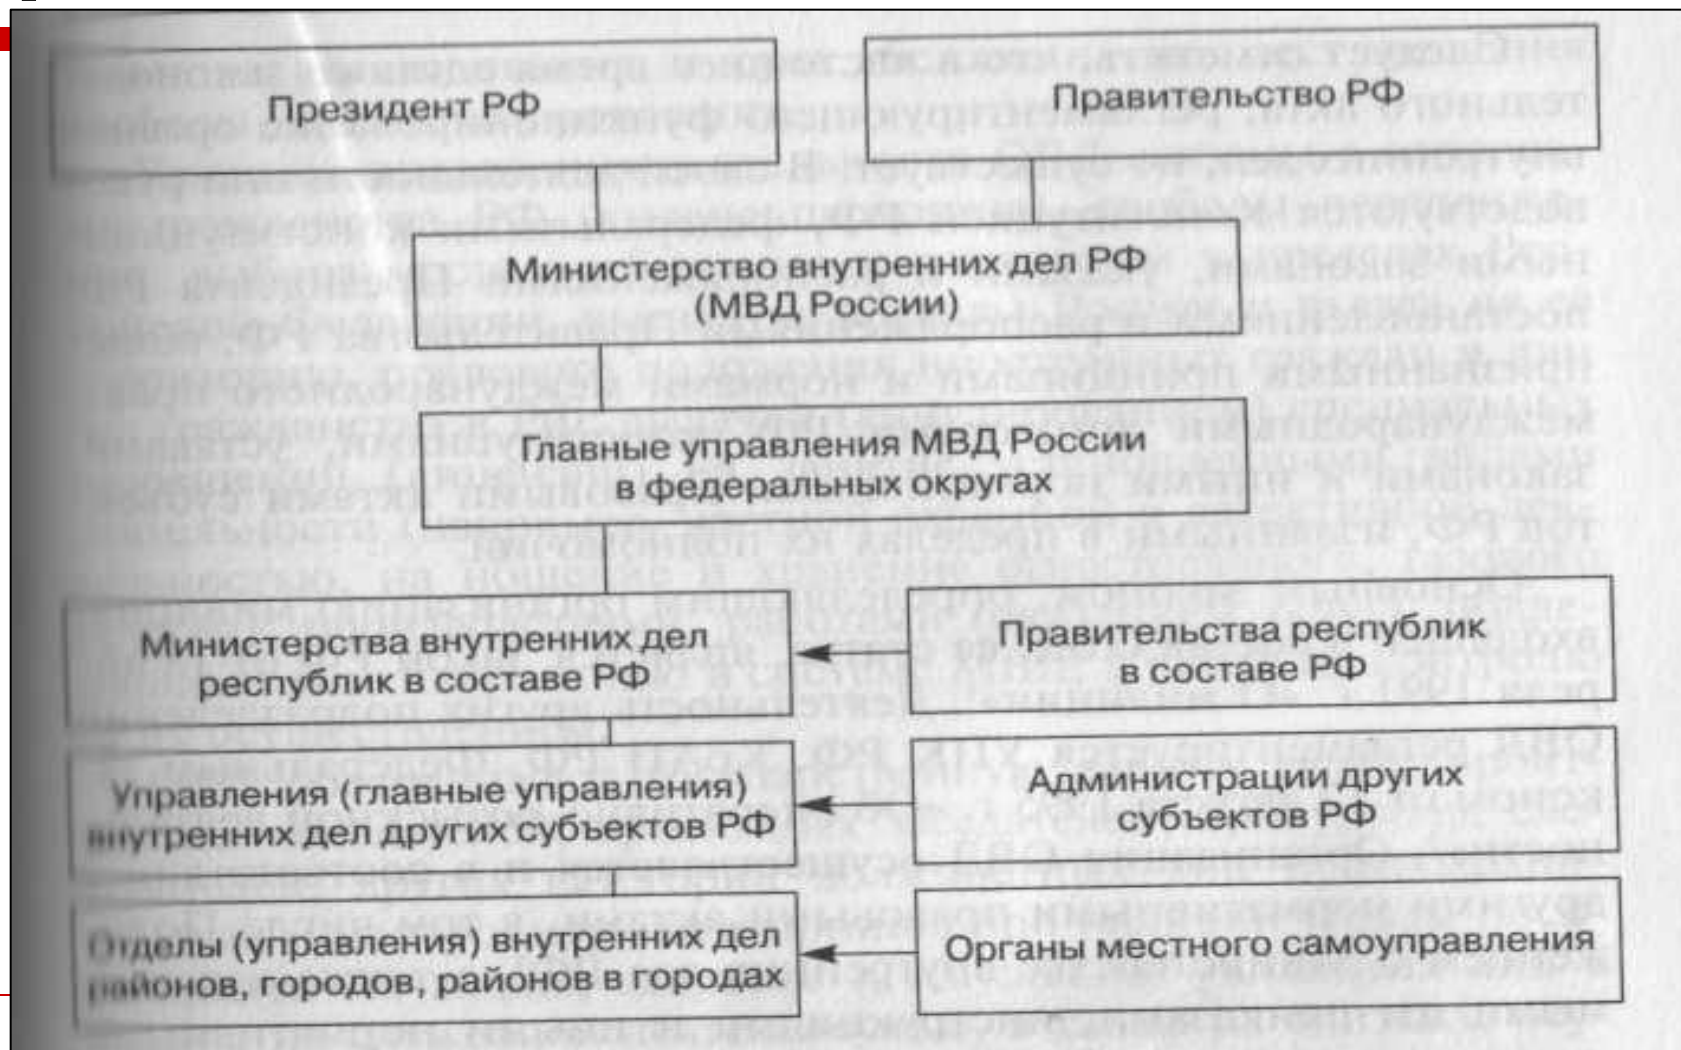 Президент РФ
Правительство РФ
Министерство внутренних дел РФ
(МВД России)
Главные управления МВД России
в федеральных округах
Министерства внутренних дел
республик в составе РФ
Правительства республик
в составе РФ
Управления (главные управления)
внутренних дел других субъектов РФ
Администрации других
субъектов РФ
Отделы (управления) внутренних дел
районов, городов, районов в городах
Органы местного самоуправления